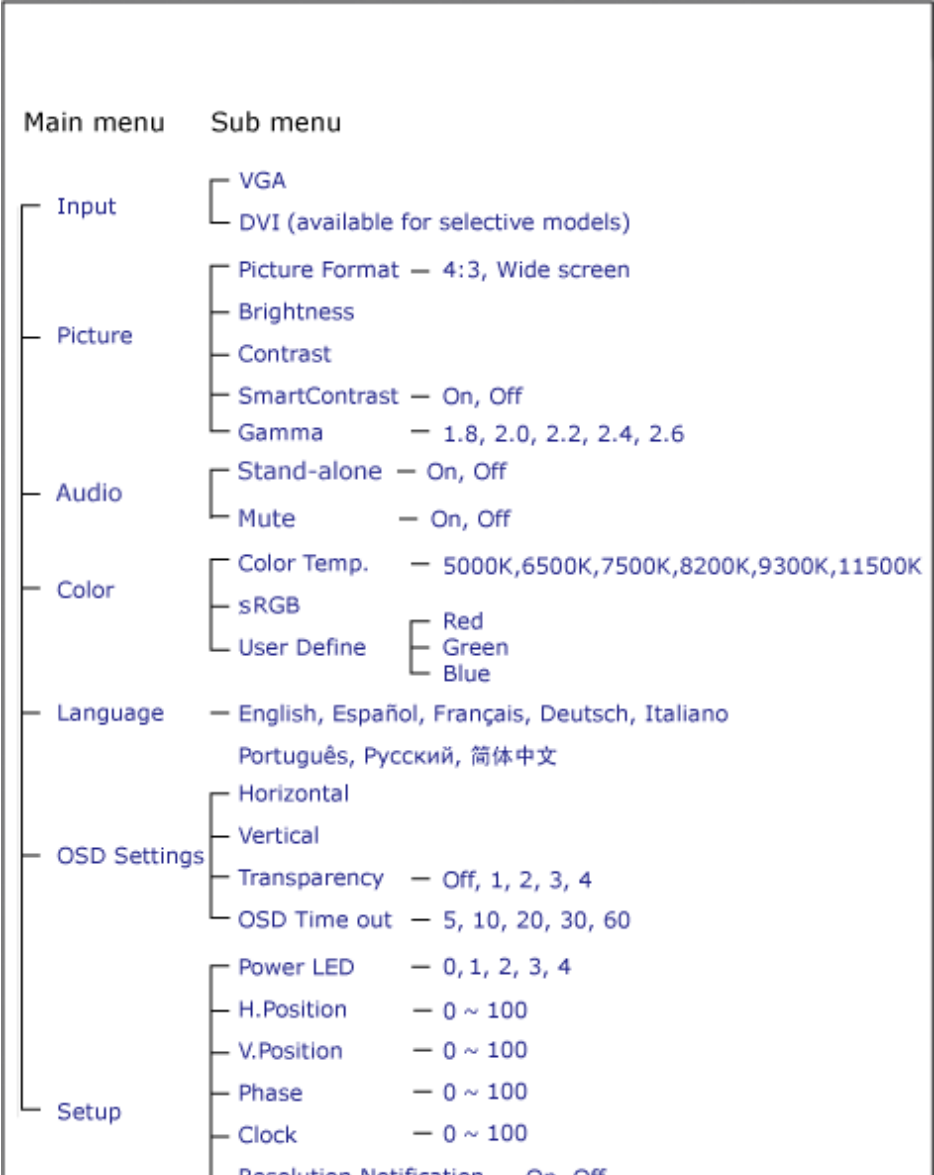 Main menu Sub menu
VGA
Input
DVI (available for selective models)
Picture Format — 4:3, Wide screen
Brightness
Picture
Contrast
SmartContrast — On, Off
Gamma — 1.8, 2.0, 2.2, 2.4, 2.6
Stand-alone — On, Off
Audio
Mute — On, Off
Color Temp. — 5000K,6500K,7500K,8200K,9300K,11500K
Color
sRGB
Red
User Define Green
Blue
Language — English, Español, Français, Deutsch, Italiano
Português, Русский, 简体中文
Horizontal
Vertical
OSD Settings
Transparency — Off, 1, 2, 3, 4
OSD Time out — 5, 10, 20, 30, 60
Power LED — 0, 1, 2, 3, 4
H.Position — 0 ~ 100
V.Position — 0 ~ 100
Phase — 0 ~ 100
Setup
Clock — 0 ~ 100
Resolution Notification — On, Off